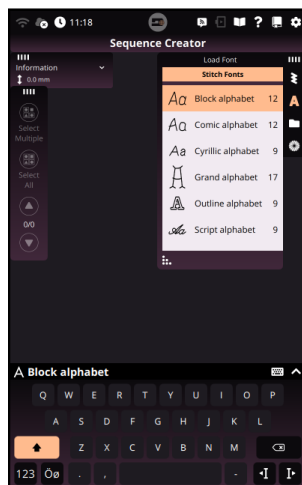 11:18
?
Sequence Creator
Information
0.0 mm
Select
Multiple
Select
All
0/0
Load Font
Stitch Fonts
Aa Block alphabet 12
Aa Comic alphabet 12
Aa Cyrillic alphabet 9
H Grand alphabet 17
A Outline alphabet 9
Aa Script alphabet 9
A
A Block alphabet
Q W E R T Y U I O P
A S D F G H J K L
Z X C V B N M
123 Öø . , -